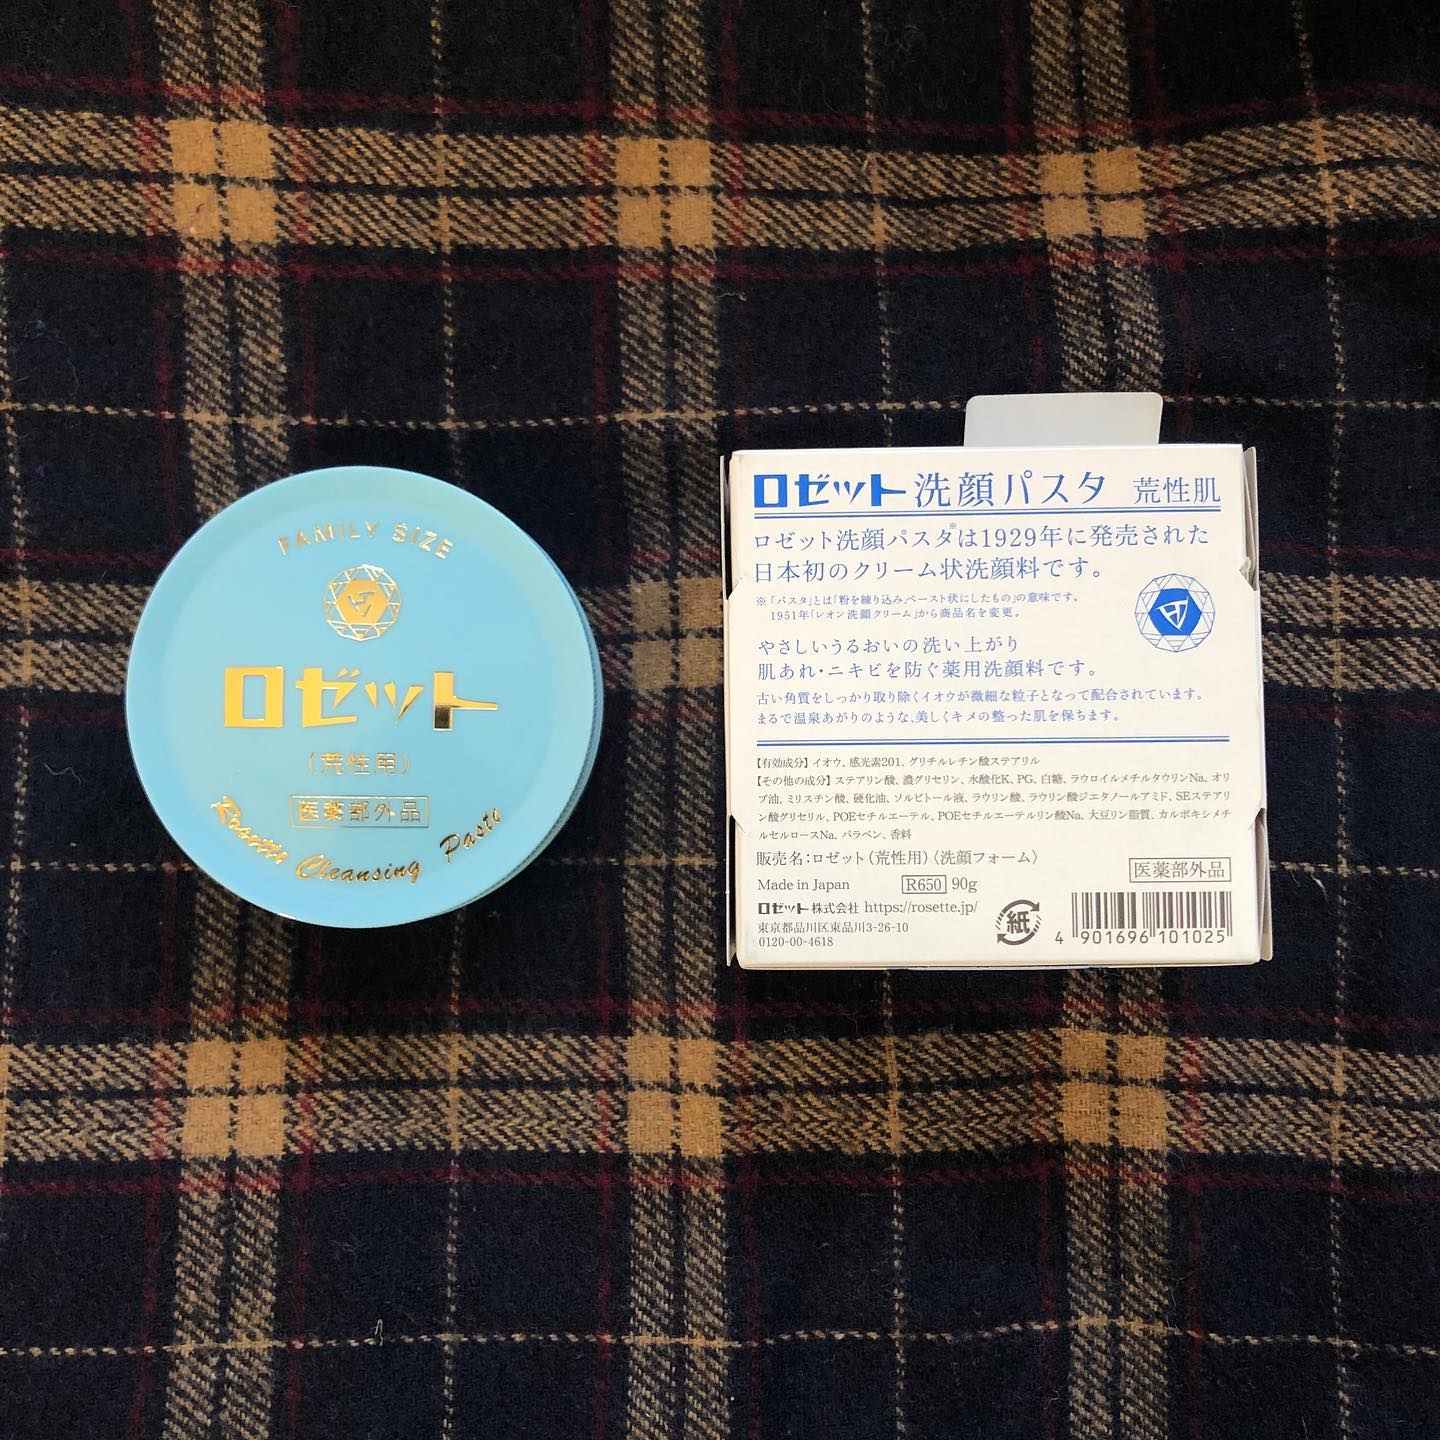 FAMILY SIZE
ロゼット
(荒性用)
医薬部外品
Rosette Cleansing Paste
ロゼット洗顔パスタ 荒性肌
ロゼット洗顔パスタ※は1929年に発売された
日本初のクリーム状洗顔料です。
※「パスタ」とは「粉を練り込み、ペースト状にしたもの」の意味です。
1951年「レオン洗顔クリーム」から商品名を変更。
やさしいうるおいの洗い上がり
肌あれ・ニキビを防ぐ薬用洗顔料です。
古い角質をしっかり取り除くイオウが微細な粒子となって配合されています。
まるで温泉あがりのような、美しくキメの整った肌を保ちます。
【有効成分】イオウ、感光素201、グリチルレチン酸ステアリル
【その他の成分】ステアリン酸、濃グリセリン、水酸化K、PG、白糖、ラウロイルメチルタウリンNa、オリ
ブ油、ミリスチン酸、硬化油、ソルビトール液、ラウリン酸、ラウリン酸ジエタノールアミド、SEステアリ
ン酸グリセリル、POEセチルエーテル、POEセチルエーテルリン酸Na、大豆リン脂質、カルボキシメチ
ルセルロースNa、パラベン、香料
販売名:ロゼット(荒性用)〈洗顔フォーム〉
医薬部外品
Made in Japan R650 90g
ロゼット株式会社 https://rosette.jp/
東京都品川区東品川3-26-10
0120-00-4618
紙
4 901696 101025